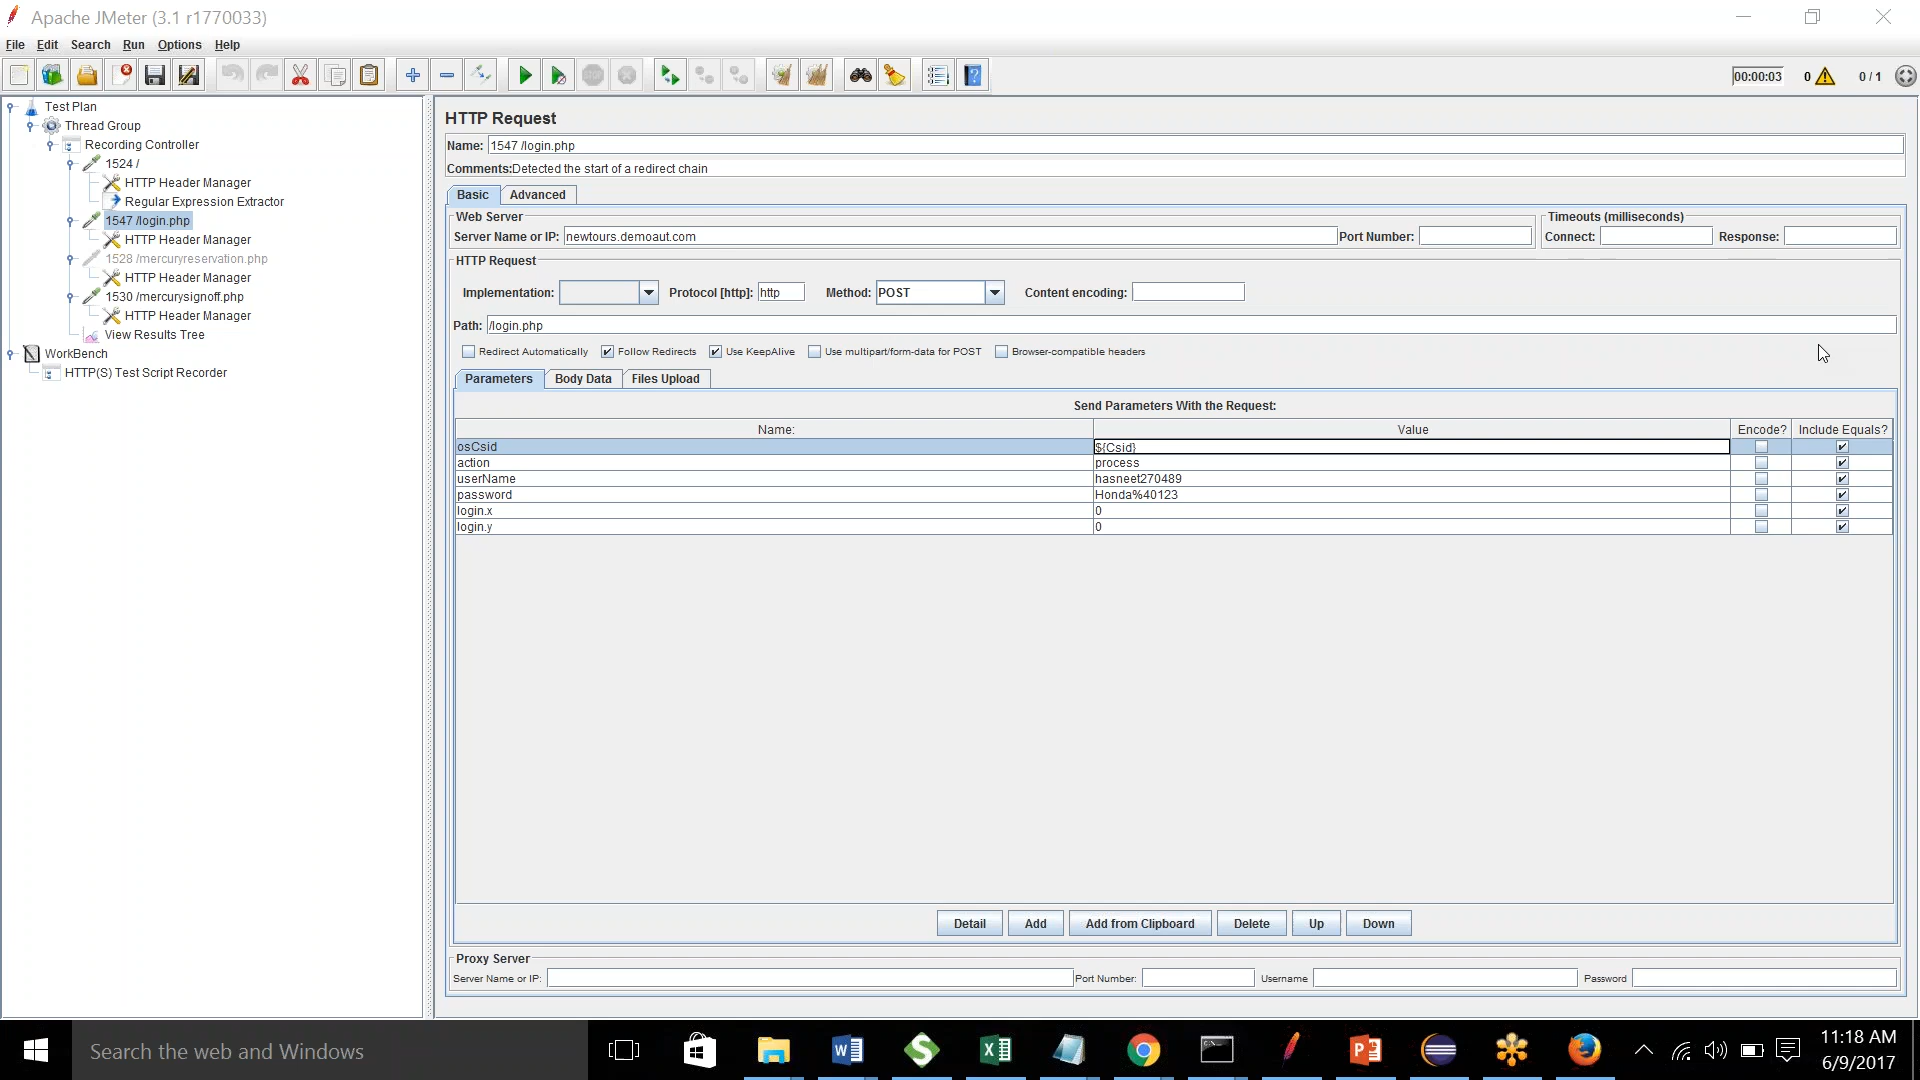 Apache JMeter (3.1 r1770033)
File Edit Search Run Options Help
00:00:03 0 0 / 1
Test Plan
Thread Group
Recording Controller
1524 /
HTTP Header Manager
Regular Expression Extractor
1547 /login.php
HTTP Header Manager
1528 /mercuryreservation.php
HTTP Header Manager
1530 /mercurysignoff.php
HTTP Header Manager
View Results Tree
WorkBench
HTTP(S) Test Script Recorder
HTTP Request
Name: 1547 /login.php
Comments:Detected the start of a redirect chain
Basic Advanced
Web Server
Server Name or IP: newtours.demoaut.com Port Number:
Timeouts (milliseconds)
Connect: Response:
HTTP Request
Implementation: Protocol [http]: http Method: POST Content encoding:
Path: /login.php
Redirect Automatically Follow Redirects Use KeepAlive Use multipart/form-data for POST Browser-compatible headers
Parameters Body Data Files Upload
Send Parameters With the Request:
Name: Value Encode? Include Equals?
osCsid ${Csid}
action process
userName hasneet270489
password Honda%40123
login.x 0
login.y 0
Detail Add Add from Clipboard Delete Up Down
Proxy Server
Server Name or IP: Port Number: Username Password
Search the web and Windows
11:18 AM
6/9/2017